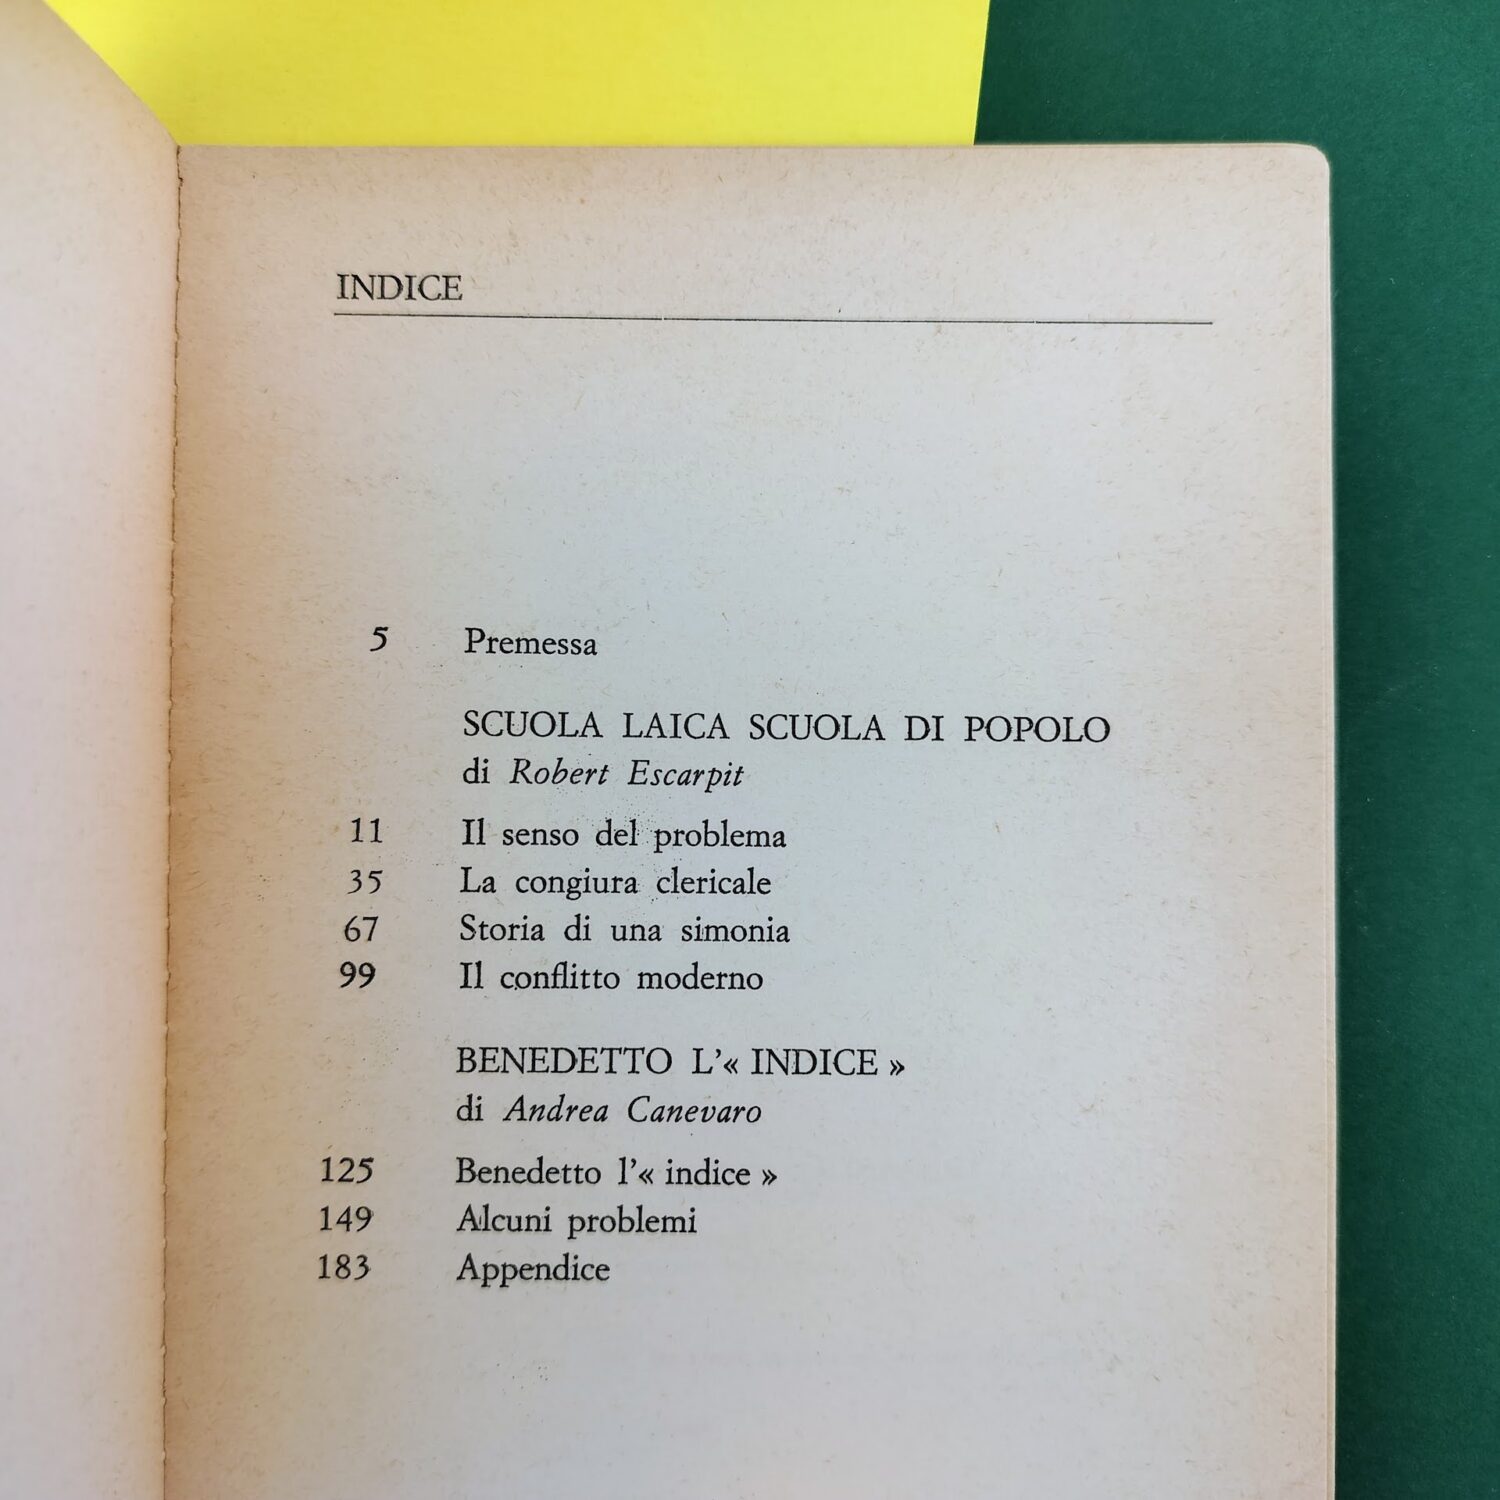 INDICE
5 Premessa
SCUOLA LAICA SCUOLA DI POPOLO
di Robert Escarpit
11 Il senso del problema
35 La congiura clericale
67 Storia di una simonia
99 Il conflitto moderno
BENEDETTO L'« INDICE »
di Andrea Canevaro
125 Benedetto l'« indice »
149 Alcuni problemi
183 Appendice